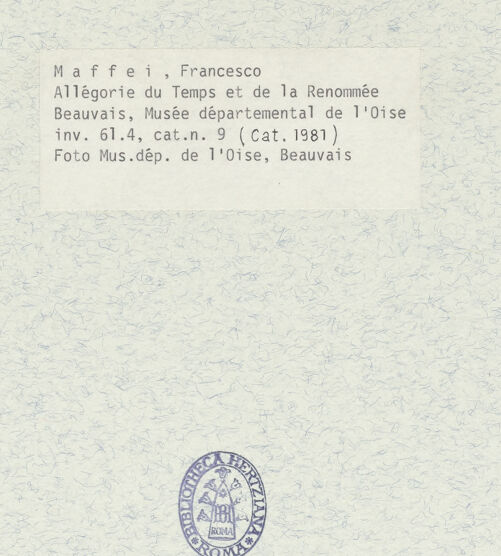 M a f f e i , Francesco
Allégorie du Temps et de la Renommée
Beauvais, Musée départemental de l'Oise
inv. 61.4, cat.n. 9 (Cat. 1981)
Foto Mus.dép. de l'Oise, Beauvais
BIBLIOTHECA HERTZIANA
ROMA
ROMA